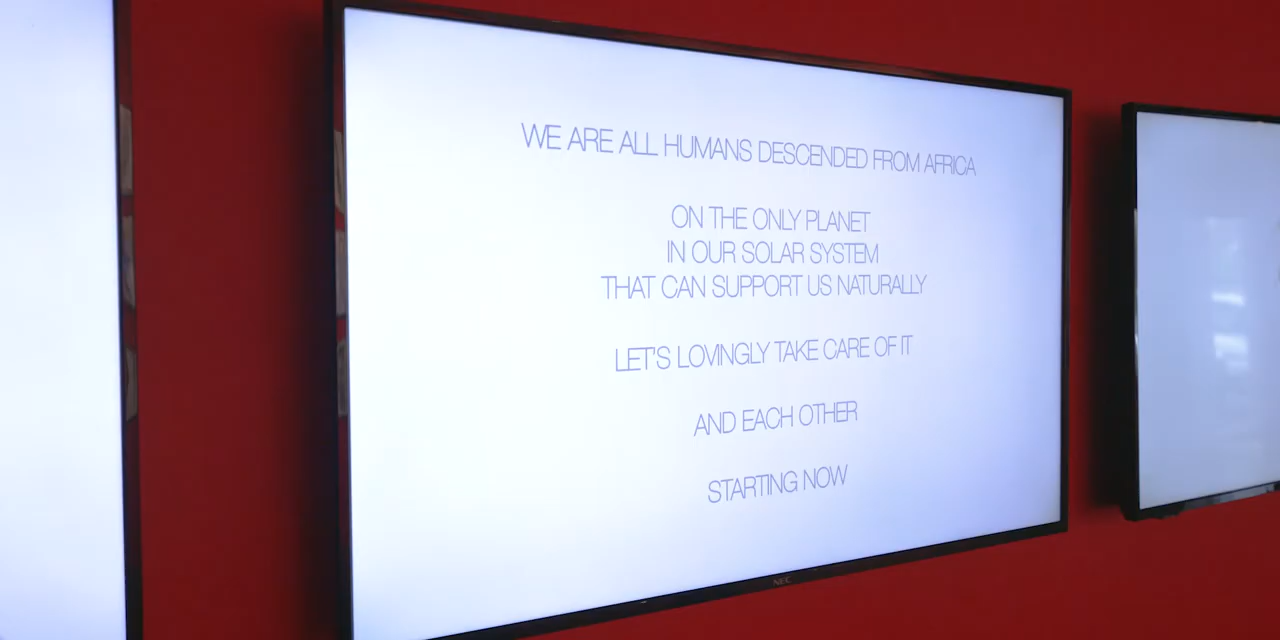 WE ARE ALL HUMANS DESCENDED FROM AFRICA
ON THE ONLY PLANET
IN OUR SOLAR SYSTEM
THAT CAN SUPPORT US NATURALLY
LET'S LOVINGLY TAKE CARE OF IT
AND EACH OTHER
STARTING NOW
NEC